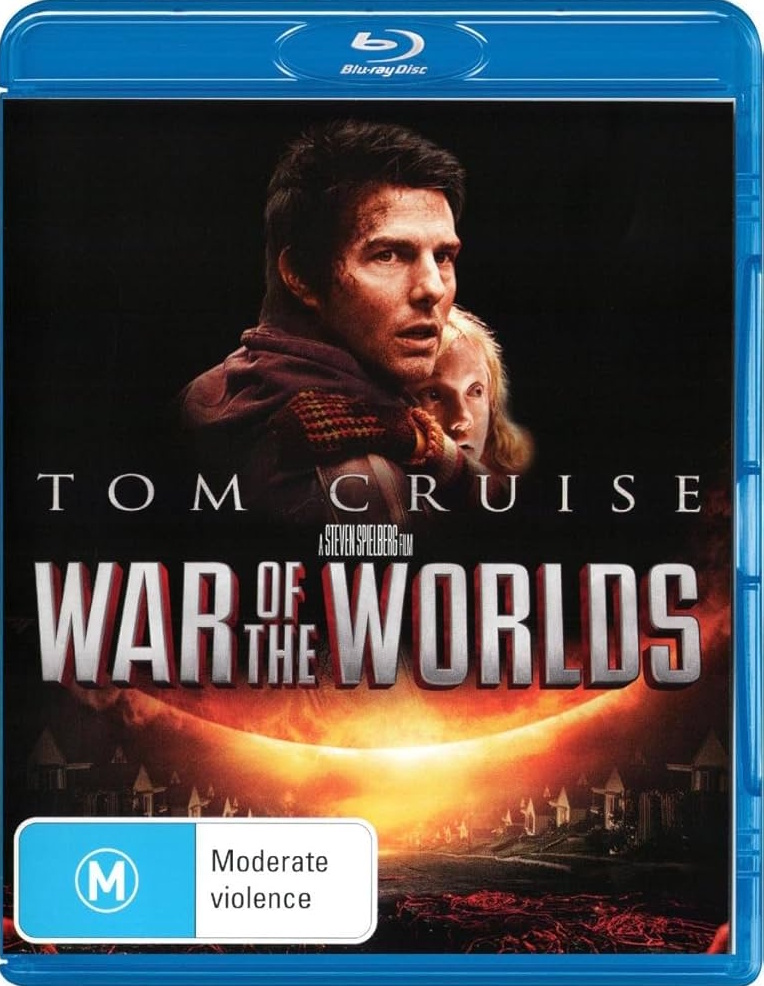 Blu-ray Disc
TOM CRUISE
A STEVEN SPIELBERG FILM
WAR OF THE WORLDS
M
Moderate
violence